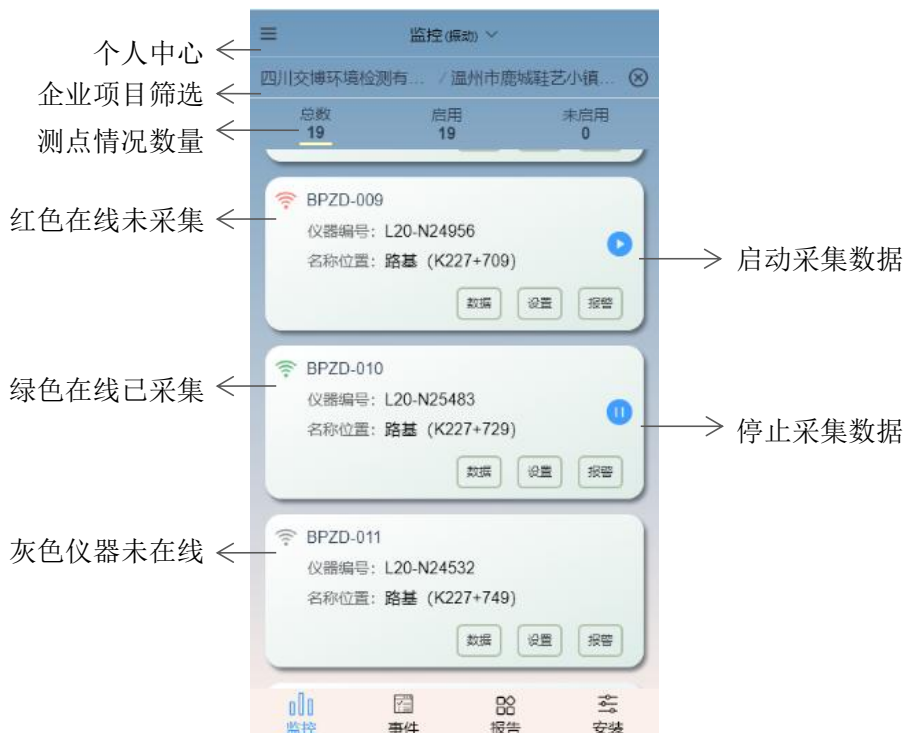 监控(振动)
个人中心
四川交博环境检测有... / 温州市鹿城鞋艺小镇...
企业项目筛选
总数 启用 未启用
19 19 0
测点情况数量
BPZD-009
红色在线未采集
仪器编号：L20-N24956
名称位置：路基（K227+709）
启动采集数据
数据 设置 报警
BPZD-010
绿色在线已采集
仪器编号：L20-N25483
名称位置：路基（K227+729）
停止采集数据
数据 设置 报警
BPZD-011
灰色仪器未在线
仪器编号：L20-N24532
名称位置：路基（K227+749）
数据 设置 报警
监控 事件 报告 安装